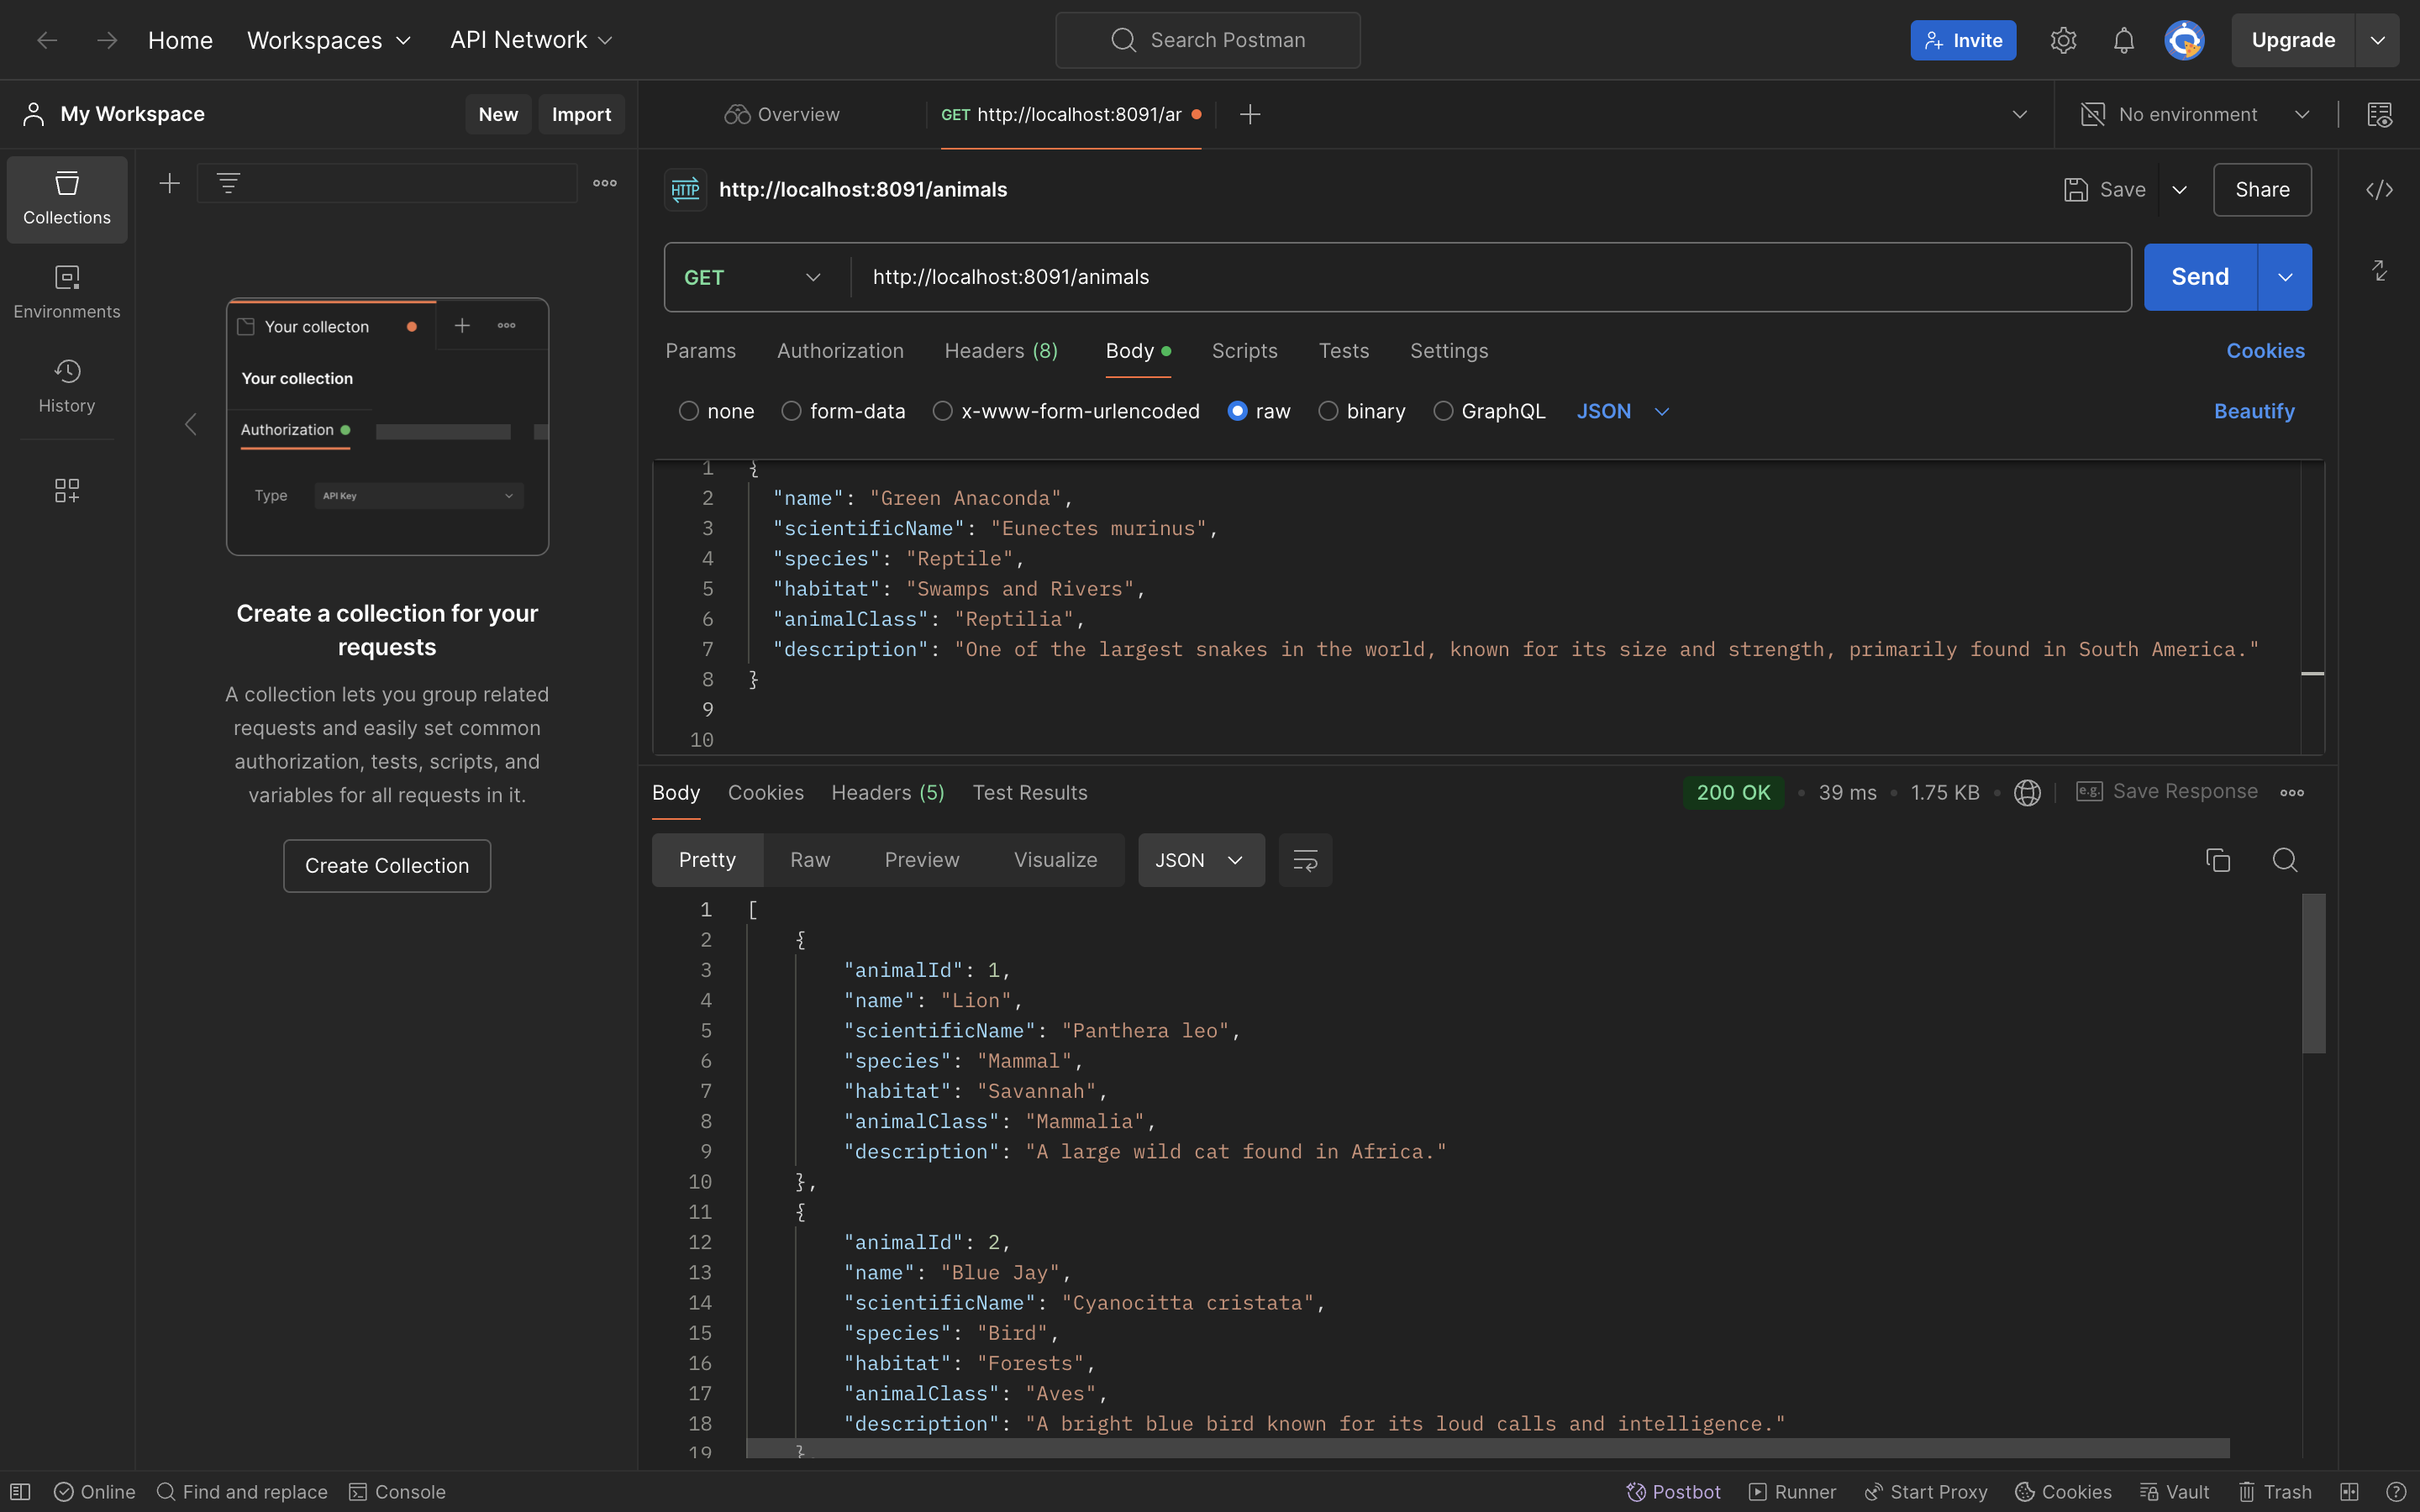 Home Workspaces API Network Search Postman Invite Upgrade
My Workspace New Import
Overview GET http://localhost:8091/ar No environment
Collections
Environments
History
Your collecton
Your collection
Authorization
Type API Key
Create a collection for your
requests
A collection lets you group related
requests and easily set common
authorization, tests, scripts, and
variables for all requests in it.
Create Collection
HTTP http://localhost:8091/animals Save Share
GET http://localhost:8091/animals Send
Params Authorization Headers (8) Body Scripts Tests Settings Cookies
none form-data x-www-form-urlencoded raw binary GraphQL JSON Beautify
1 {
2 "name": "Green Anaconda",
3 "scientificName": "Eunectes murinus",
4 "species": "Reptile",
5 "habitat": "Swamps and Rivers",
6 "animalClass": "Reptilia",
7 "description": "One of the largest snakes in the world, known for its size and strength, primarily found in South America."
8 }
9
10
Body Cookies Headers (5) Test Results 200 OK • 39 ms • 1.75 KB • e.g. Save Response
Pretty Raw Preview Visualize JSON
1 [
2 {
3 "animalId": 1,
4 "name": "Lion",
5 "scientificName": "Panthera leo",
6 "species": "Mammal",
7 "habitat": "Savannah",
8 "animalClass": "Mammalia",
9 "description": "A large wild cat found in Africa."
10 },
11 {
12 "animalId": 2,
13 "name": "Blue Jay",
14 "scientificName": "Cyanocitta cristata",
15 "species": "Bird",
16 "habitat": "Forests",
17 "animalClass": "Aves",
18 "description": "A bright blue bird known for its loud calls and intelligence."
19 },
Online Find and replace Console Postbot Runner Start Proxy Cookies Vault Trash